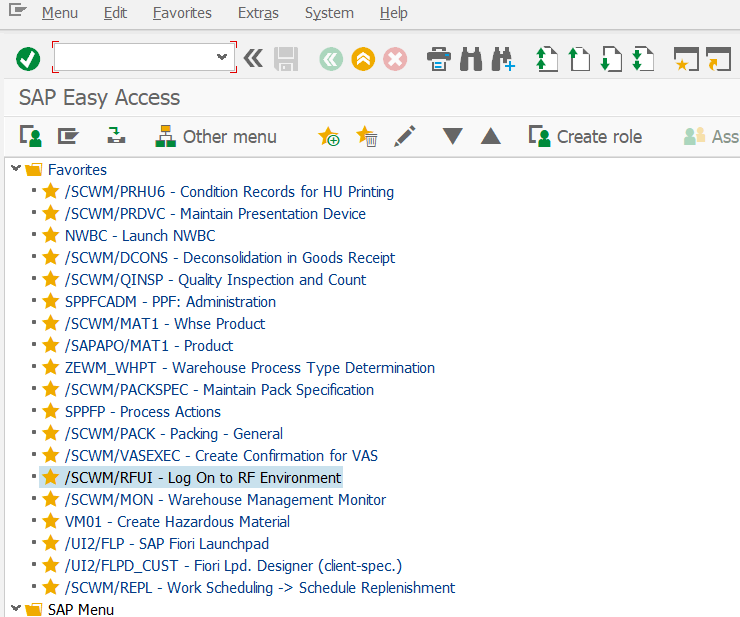 Menu Edit Favorites Extras System Help
SAP Easy Access
Other menu Create role Ass
Favorites
/SCWM/PRHU6 - Condition Records for HU Printing
/SCWM/PRDVC - Maintain Presentation Device
NWBC - Launch NWBC
/SCWM/DCONS - Deconsolidation in Goods Receipt
/SCWM/QINSP - Quality Inspection and Count
SPPFCADM - PPF: Administration
/SCWM/MAT1 - Whse Product
/SAPAPO/MAT1 - Product
ZEWM_WHPT - Warehouse Process Type Determination
/SCWM/PACKSPEC - Maintain Pack Specification
SPPFP - Process Actions
/SCWM/PACK - Packing - General
/SCWM/VASEXEC - Create Confirmation for VAS
/SCWM/RFUI - Log On to RF Environment
/SCWM/MON - Warehouse Management Monitor
VM01 - Create Hazardous Material
/UI2/FLP - SAP Fiori Launchpad
/UI2/FLPD_CUST - Fiori Lpd. Designer (client-spec.)
/SCWM/REPL - Work Scheduling -> Schedule Replenishment
SAP Menu